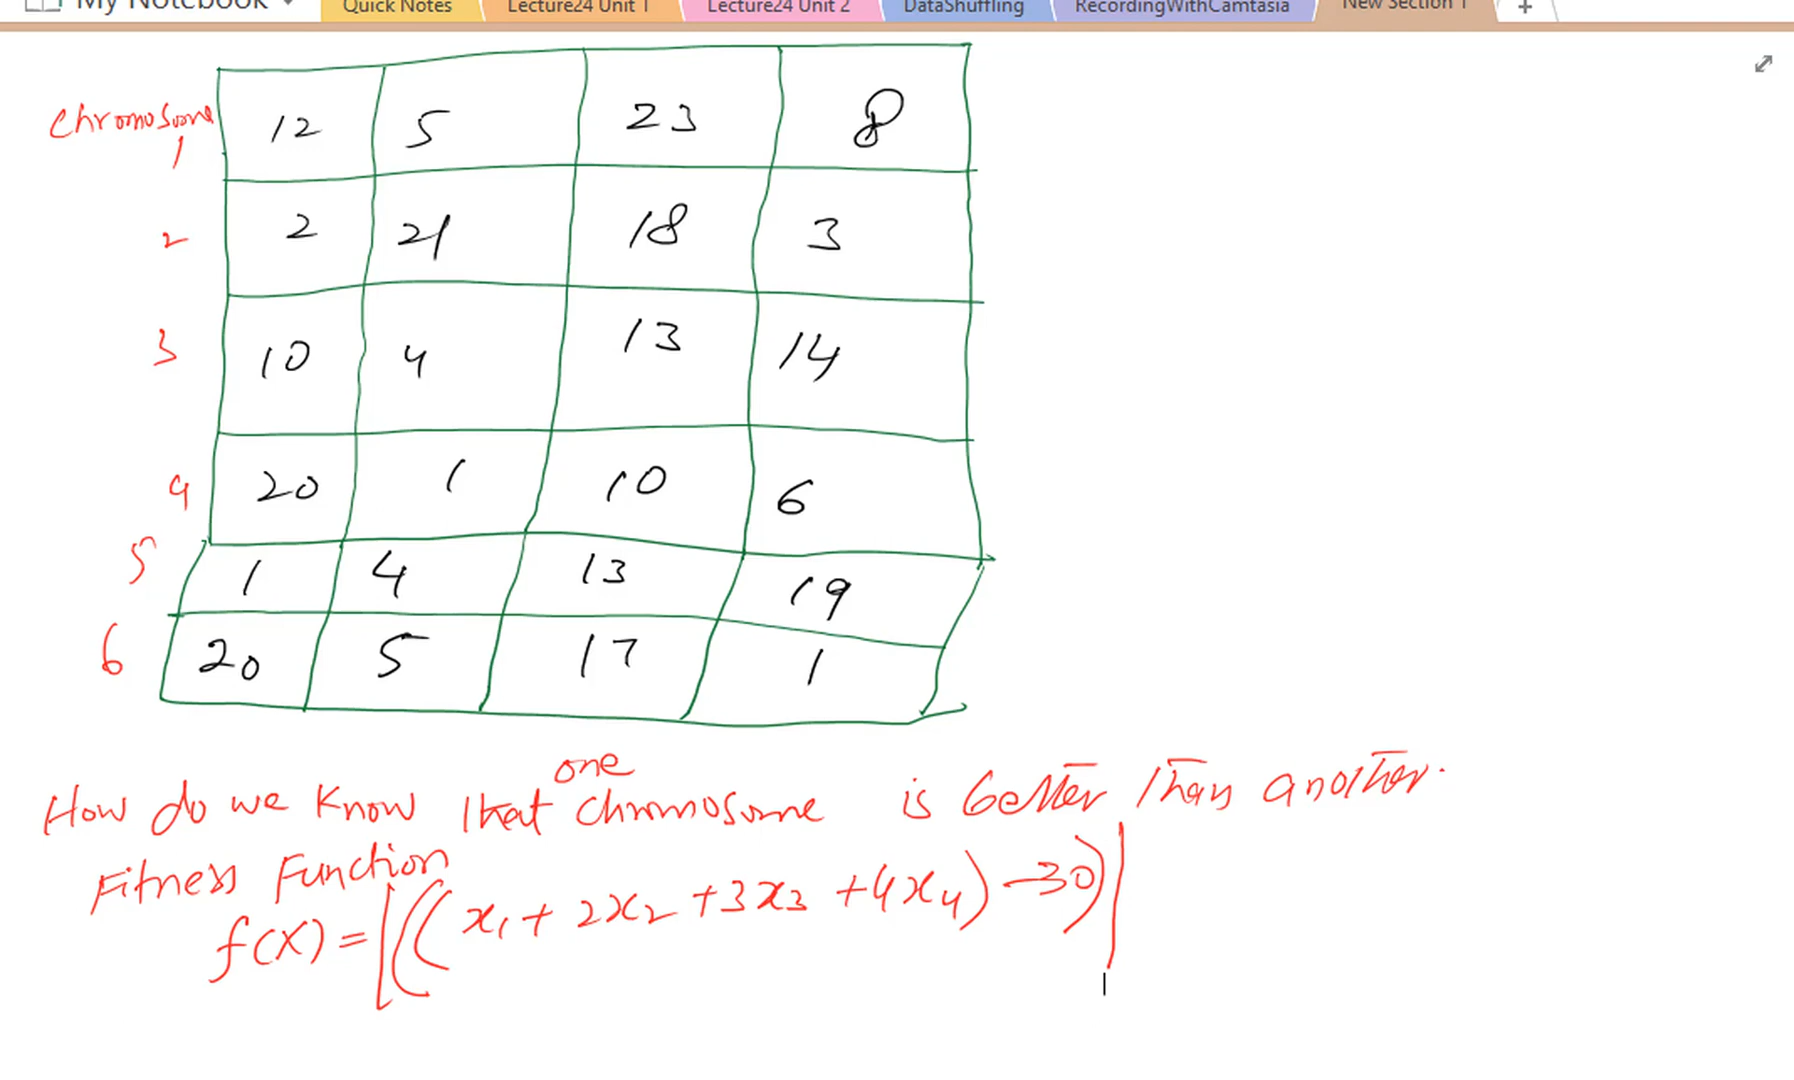 My Notebook
Quick Notes Lecture24 Unit 1 Lecture24 Unit 2 DataShuffling RecordingWithCamtasia New Section 1 +
Chromosome 1 12 5 23 8
2 2 21 18 3
3 10 4 13 14
4 20 1 10 6
5 1 4 13 19
6 20 5 17 1
How do we know that one chromosome is better than another.
Fitness Function
f(X) = |((x1 + 2x2 + 3x3 + 4x4) - 30)|